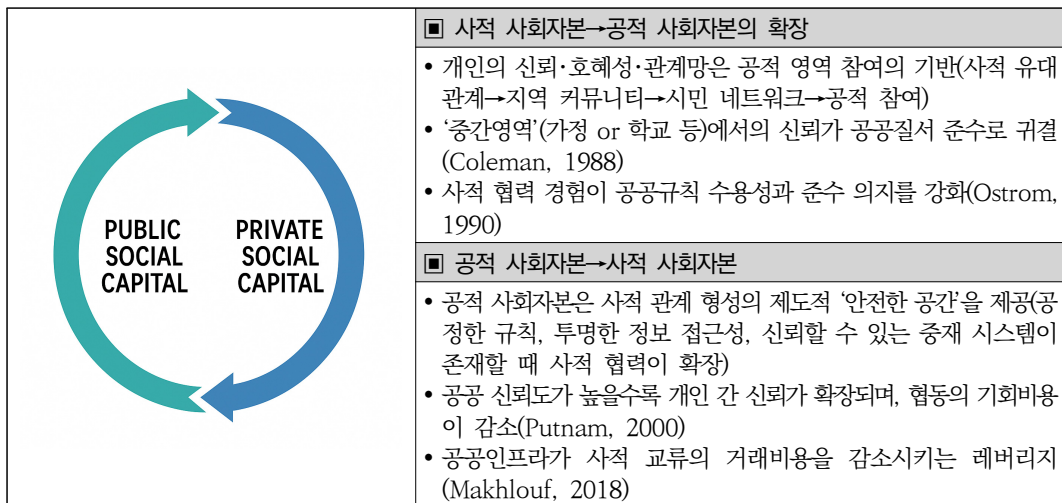 PUBLIC
SOCIAL
CAPITAL
PRIVATE
SOCIAL
CAPITAL
▣ 사적 사회자본→공적 사회자본의 확장
• 개인의 신뢰·호혜성·관계망은 공적 영역 참여의 기반(사적 유대
관계→지역 커뮤니티→시민 네트워크→공적 참여)
• ‘중간영역’(가정 or 학교 등)에서의 신뢰가 공공질서 준수로 귀결
(Coleman, 1988)
• 사적 협력 경험이 공공규칙 수용성과 준수 의지를 강화(Ostrom,
1990)
▣ 공적 사회자본→사적 사회자본
• 공적 사회자본은 사적 관계 형성의 제도적 ‘안전한 공간’을 제공(공
정한 규칙, 투명한 정보 접근성, 신뢰할 수 있는 중재 시스템이
존재할 때 사적 협력이 확장)
• 공공 신뢰도가 높을수록 개인 간 신뢰가 확장되며, 협동의 기회비용
이 감소(Putnam, 2000)
• 공공인프라가 사적 교류의 거래비용을 감소시키는 레버리지
(Makhlouf, 2018)